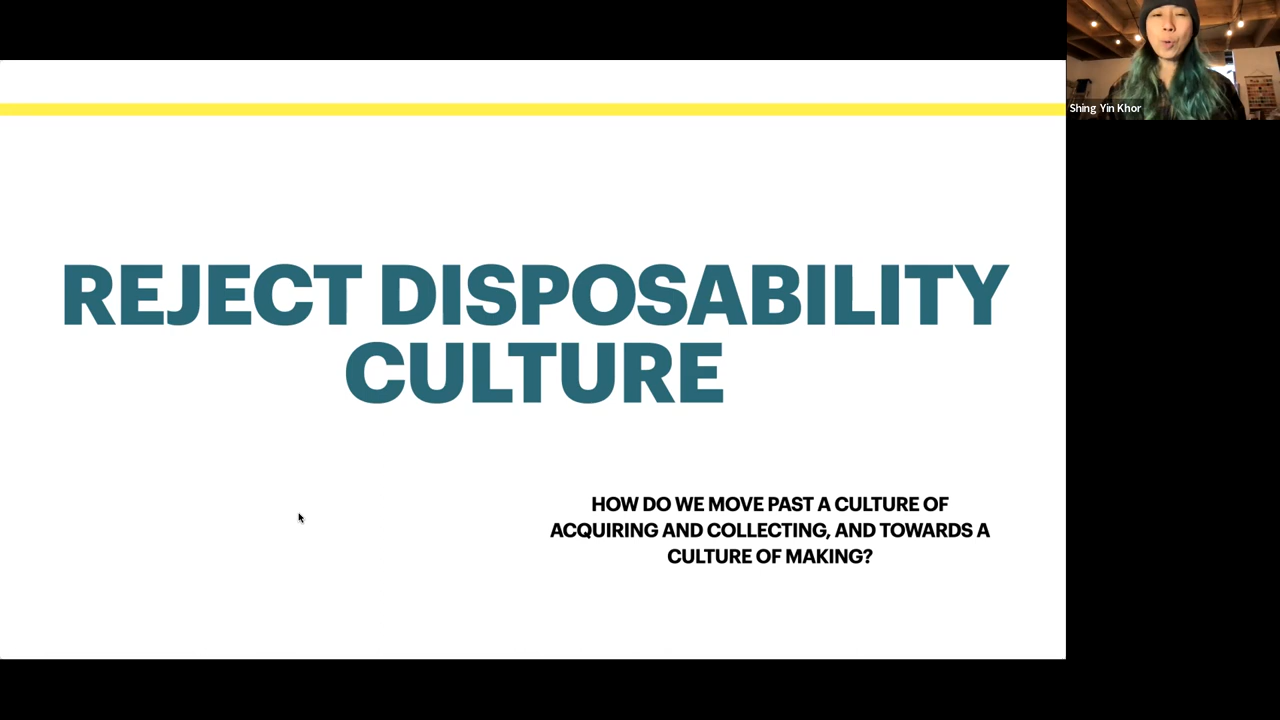 Shing Yin Khor
REJECT DISPOSABILITY
CULTURE
HOW DO WE MOVE PAST A CULTURE OF
ACQUIRING AND COLLECTING, AND TOWARDS A
CULTURE OF MAKING?